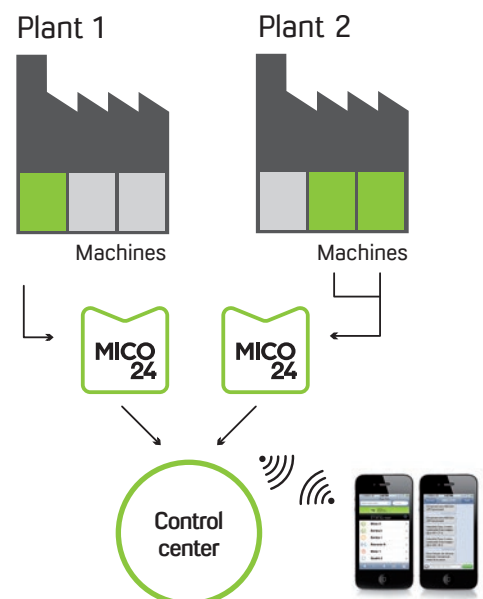 Plant 1
Plant 2
Machines
Machines
MICO
24
MICO
24
Control
center